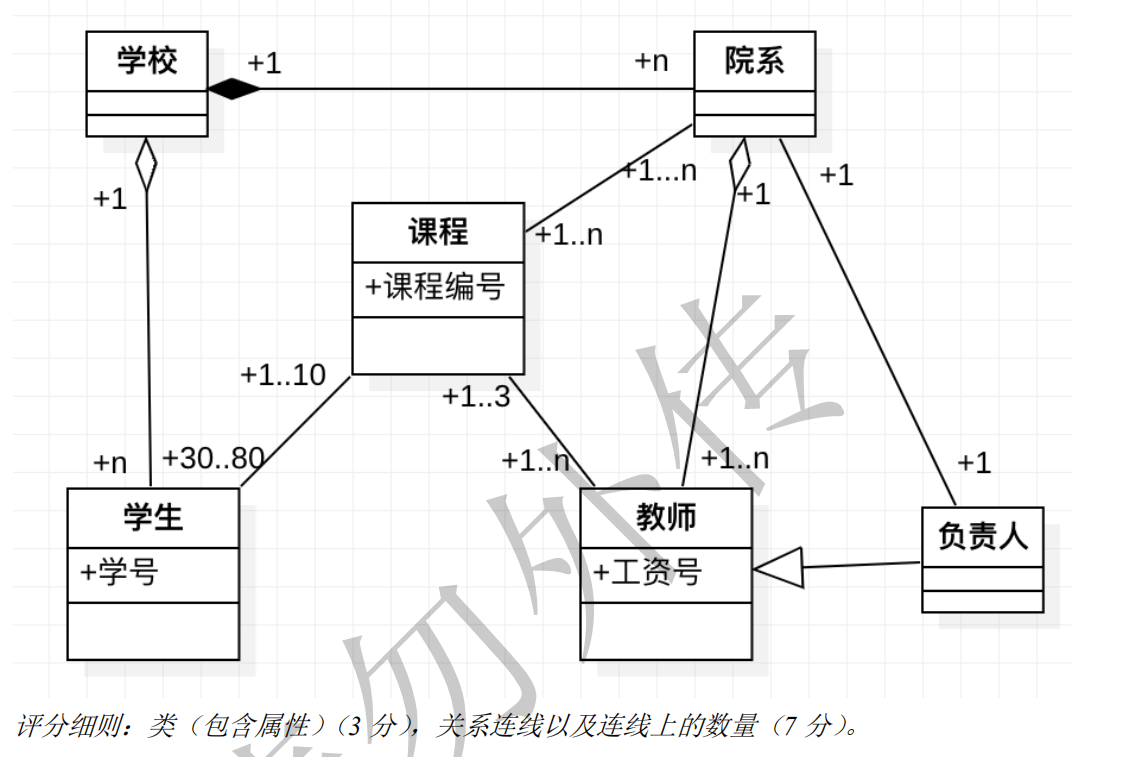 学校
+1
+n
院系
+1
+1...n
+1
+1
课程
+1..n
+课程编号
+1..10
+1..3
+n
+30..80
+1..n
+1..n
+1
学生
教师
负责人
+学号
+工资号
勿外传
评分细则：类（包含属性）（3 分），关系连线以及连线上的数量（7 分）。